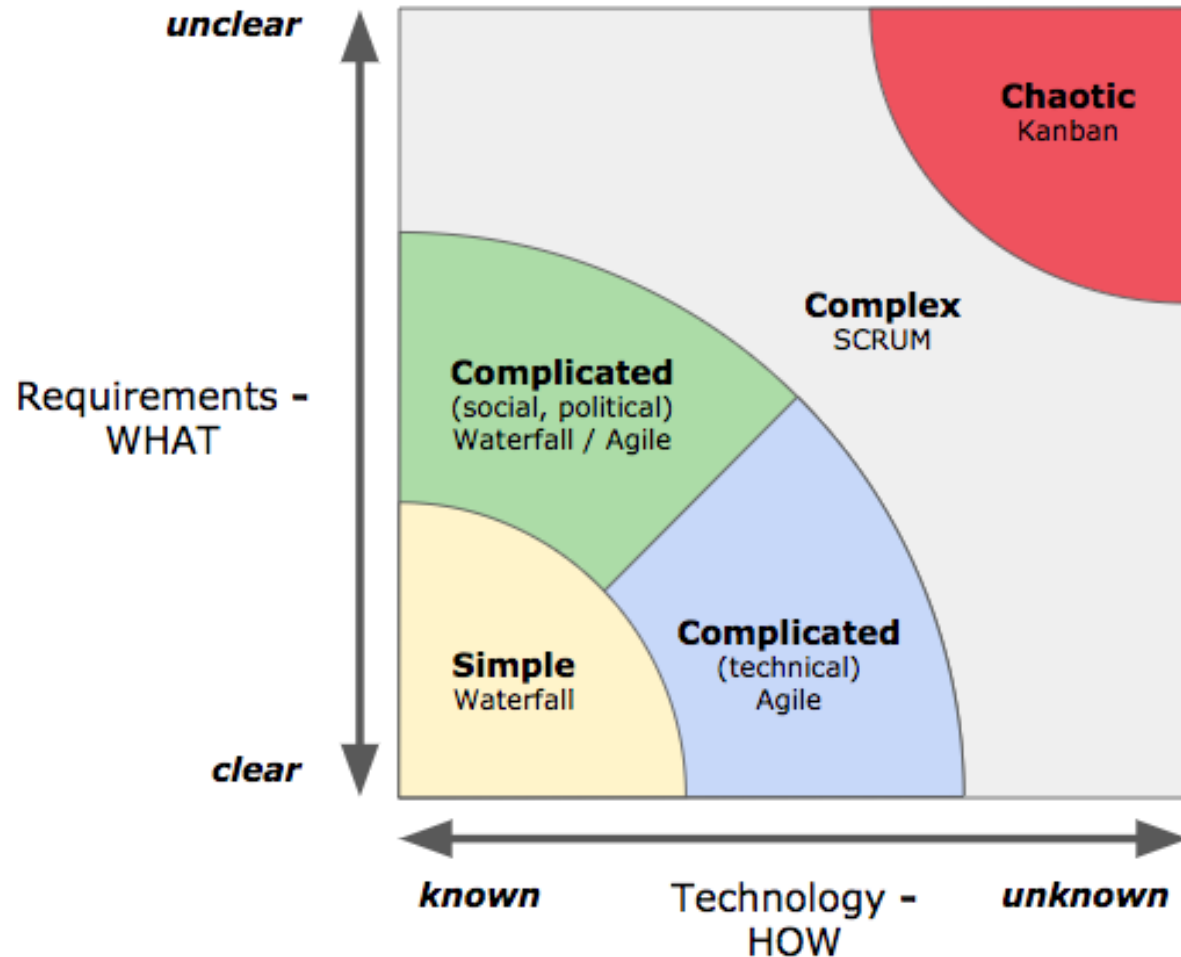 unclear
Chaotic
Kanban
Complex
SCRUM
Complicated
(social, political)
Waterfall / Agile
Requirements -
WHAT
Complicated
(technical)
Agile
Simple
Waterfall
clear
known
Technology -
HOW
unknown